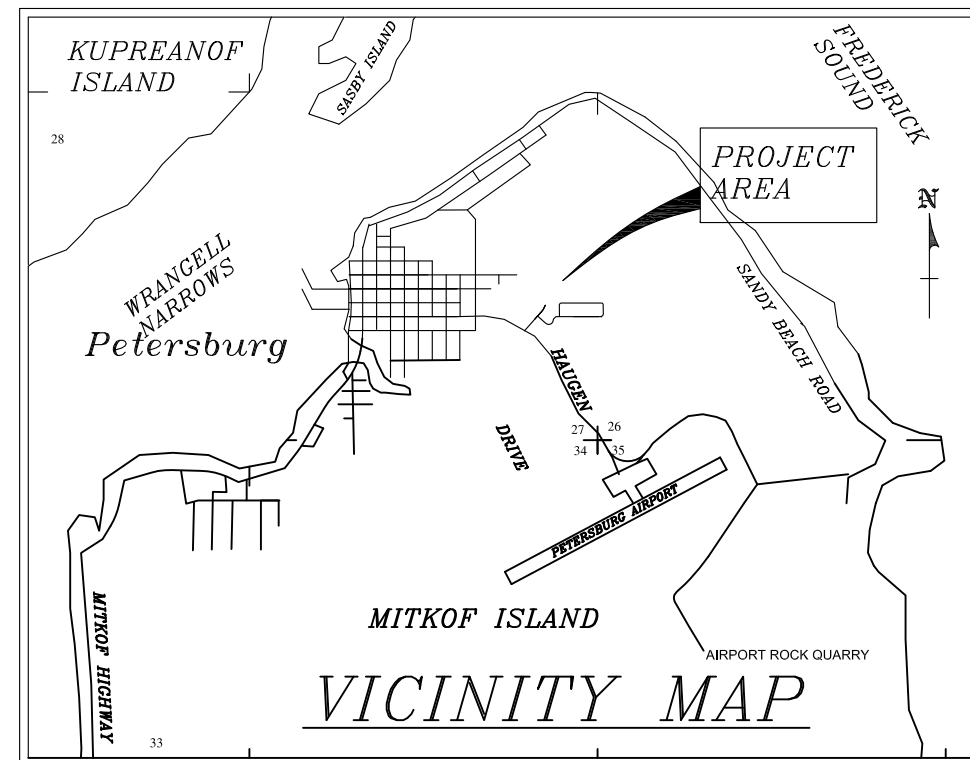 KUPREANOF
ISLAND
SASBY ISLAND
FREDERICK
SOUND
28
PROJECT
AREA
N
WRANGELL
NARROWS
Petersburg
SANDY BEACH ROAD
HAUGEN
DRIVE
27 26
34 35
PETERSBURG AIRPORT
MITKOF ISLAND
MITKOF HIGHWAY
AIRPORT ROCK QUARRY
VICINITY MAP
33